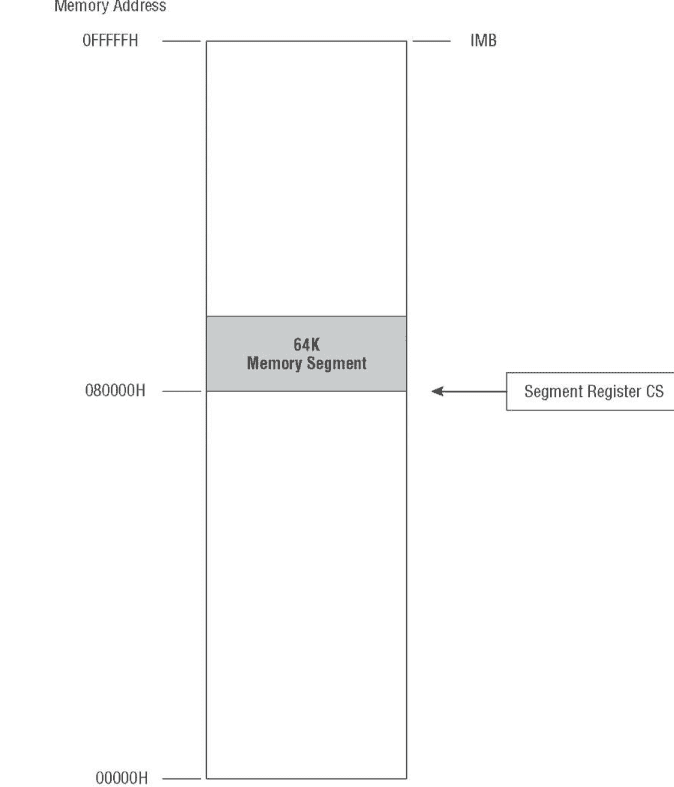 Memory Address
0FFFFFH
IMB
64K
Memory Segment
080000H
Segment Register CS
00000H